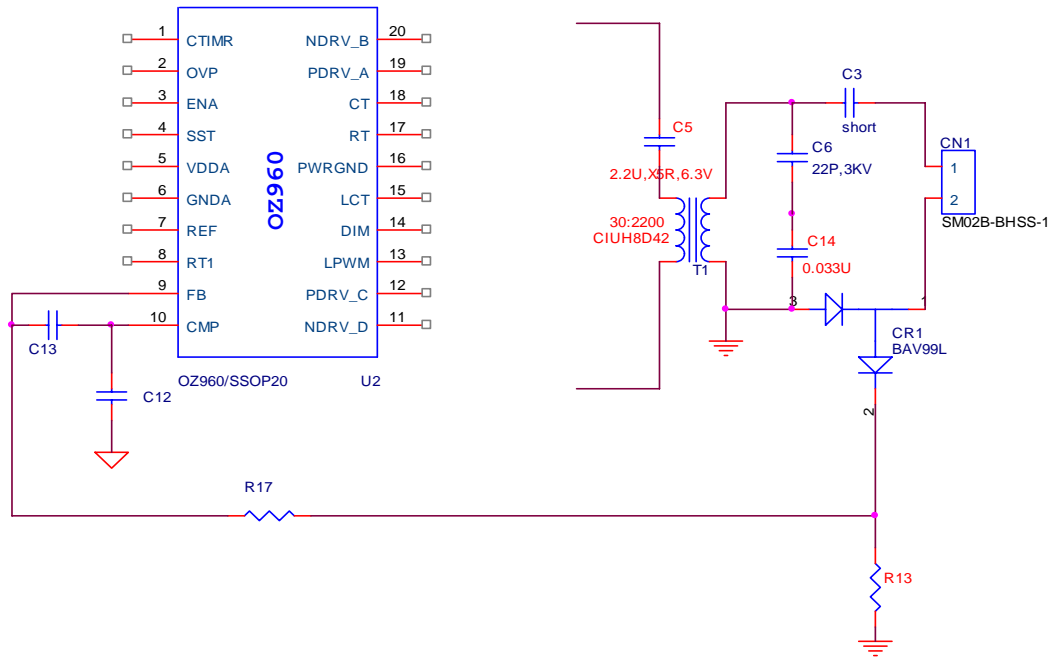 1 CTIMR NDRV_B 20
2 OVP PDRV_A 19
3 ENA CT 18
4 SST RT 17
5 VDDA PWRGND 16
6 GNDA LCT 15
7 REF DIM 14
8 RT1 LPWM 13
9 FB PDRV_C 12
10 CMP NDRV_D 11
OZ960
OZ960/SSOP20 U2
C13
C12
R17
C5
2.2U,X5R,6.3V
30:2200
CIUH8D42
T1
C3
short
C6
22P,3KV
C14
0.033U
CN1
1
2
SM02B-BHSS-1
3
1
CR1
BAV99L
2
R13